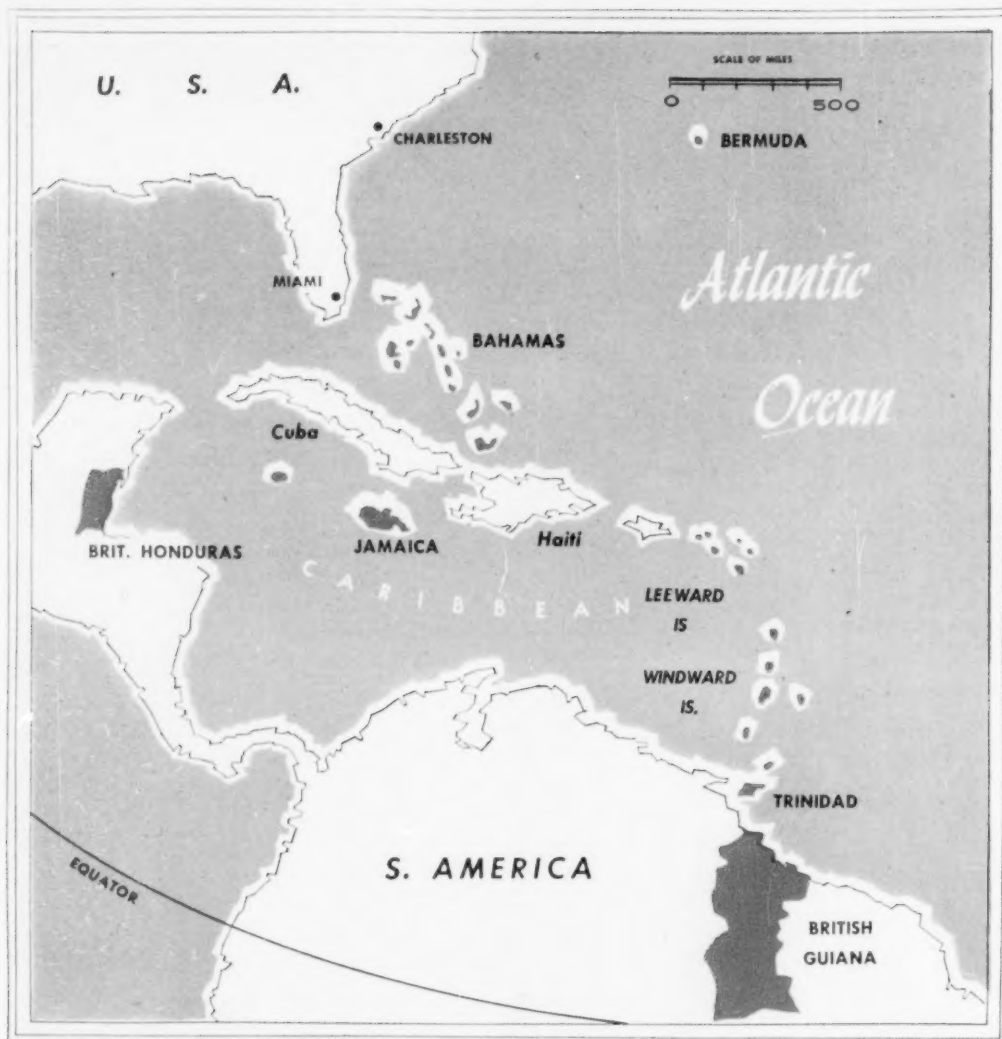 U. S. A.
SCALE OF MILES
0 500
CHARLESTON
BERMUDA
MIAMI
Atlantic
BAHAMAS
Ocean
Cuba
BRIT. HONDURAS
JAMAICA
Haiti
CARIBBEAN
LEEWARD
IS
WINDWARD
IS.
TRINIDAD
EQUATOR
S. AMERICA
BRITISH
GUIANA